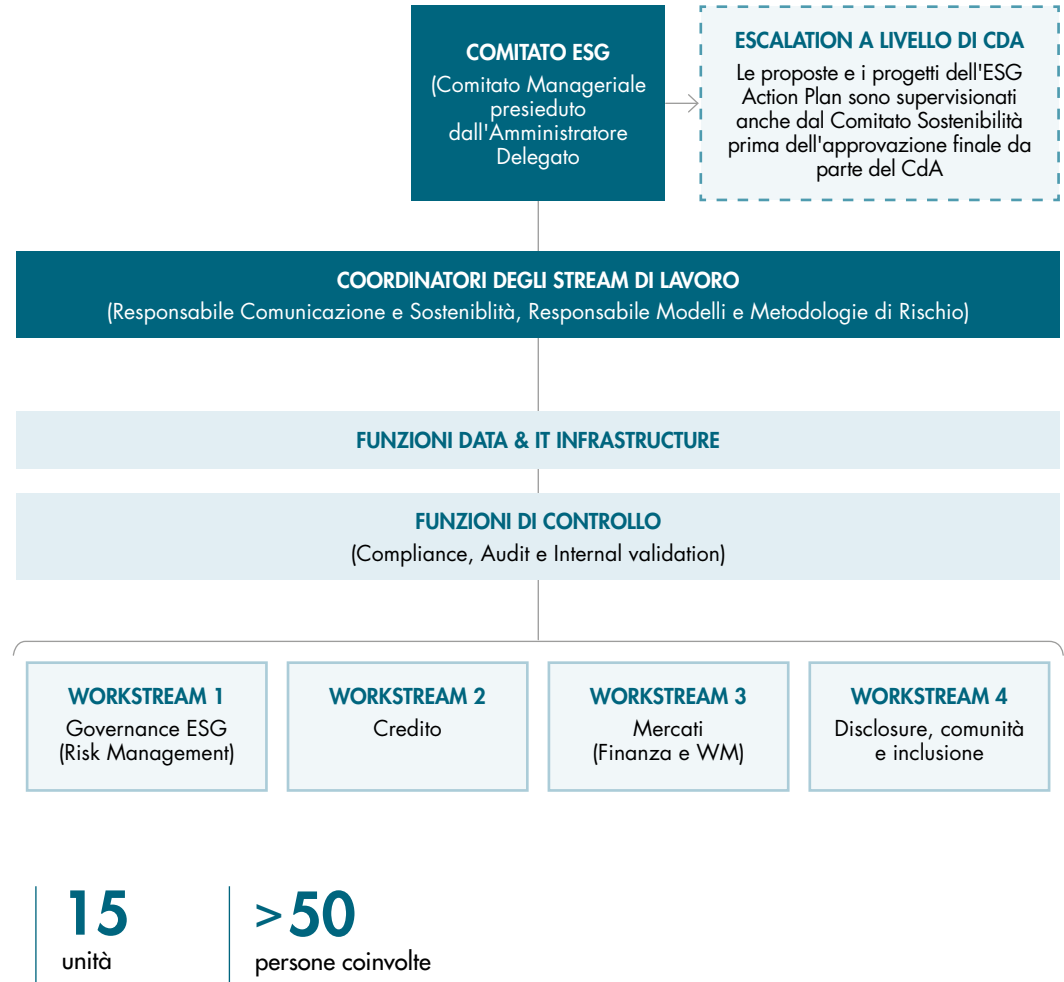 COMITATO ESG
(Comitato Manageriale
presieduto
dall'Amministratore
Delegato
ESCALATION A LIVELLO DI CDA
Le proposte e i progetti dell'ESG
Action Plan sono supervisionati
anche dal Comitato Sostenibilità
prima dell'approvazione finale da
parte del CdA
COORDINATORI DEGLI STREAM DI LAVORO
(Responsabile Comunicazione e Sosteniblità, Responsabile Modelli e Metodologie di Rischio)
FUNZIONI DATA & IT INFRASTRUCTURE
FUNZIONI DI CONTROLLO
(Compliance, Audit e Internal validation)
WORKSTREAM 1
Governance ESG
(Risk Management)
WORKSTREAM 2
Credito
WORKSTREAM 3
Mercati
(Finanza e WM)
WORKSTREAM 4
Disclosure, comunità
e inclusione
15
unità
>50
persone coinvolte